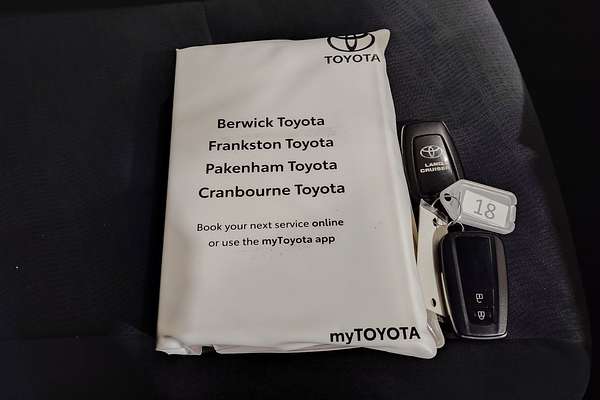 TOYOTA
Berwick Toyota
Frankston Toyota
Pakenham Toyota
Cranbourne Toyota
Book your next service online
or use the myToyota app
myTOYOTA
LAND
CRUISER
18